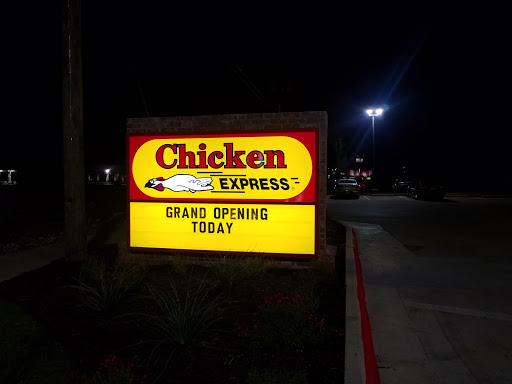 Chicken
EXPRESS
GRAND OPENING
TODAY